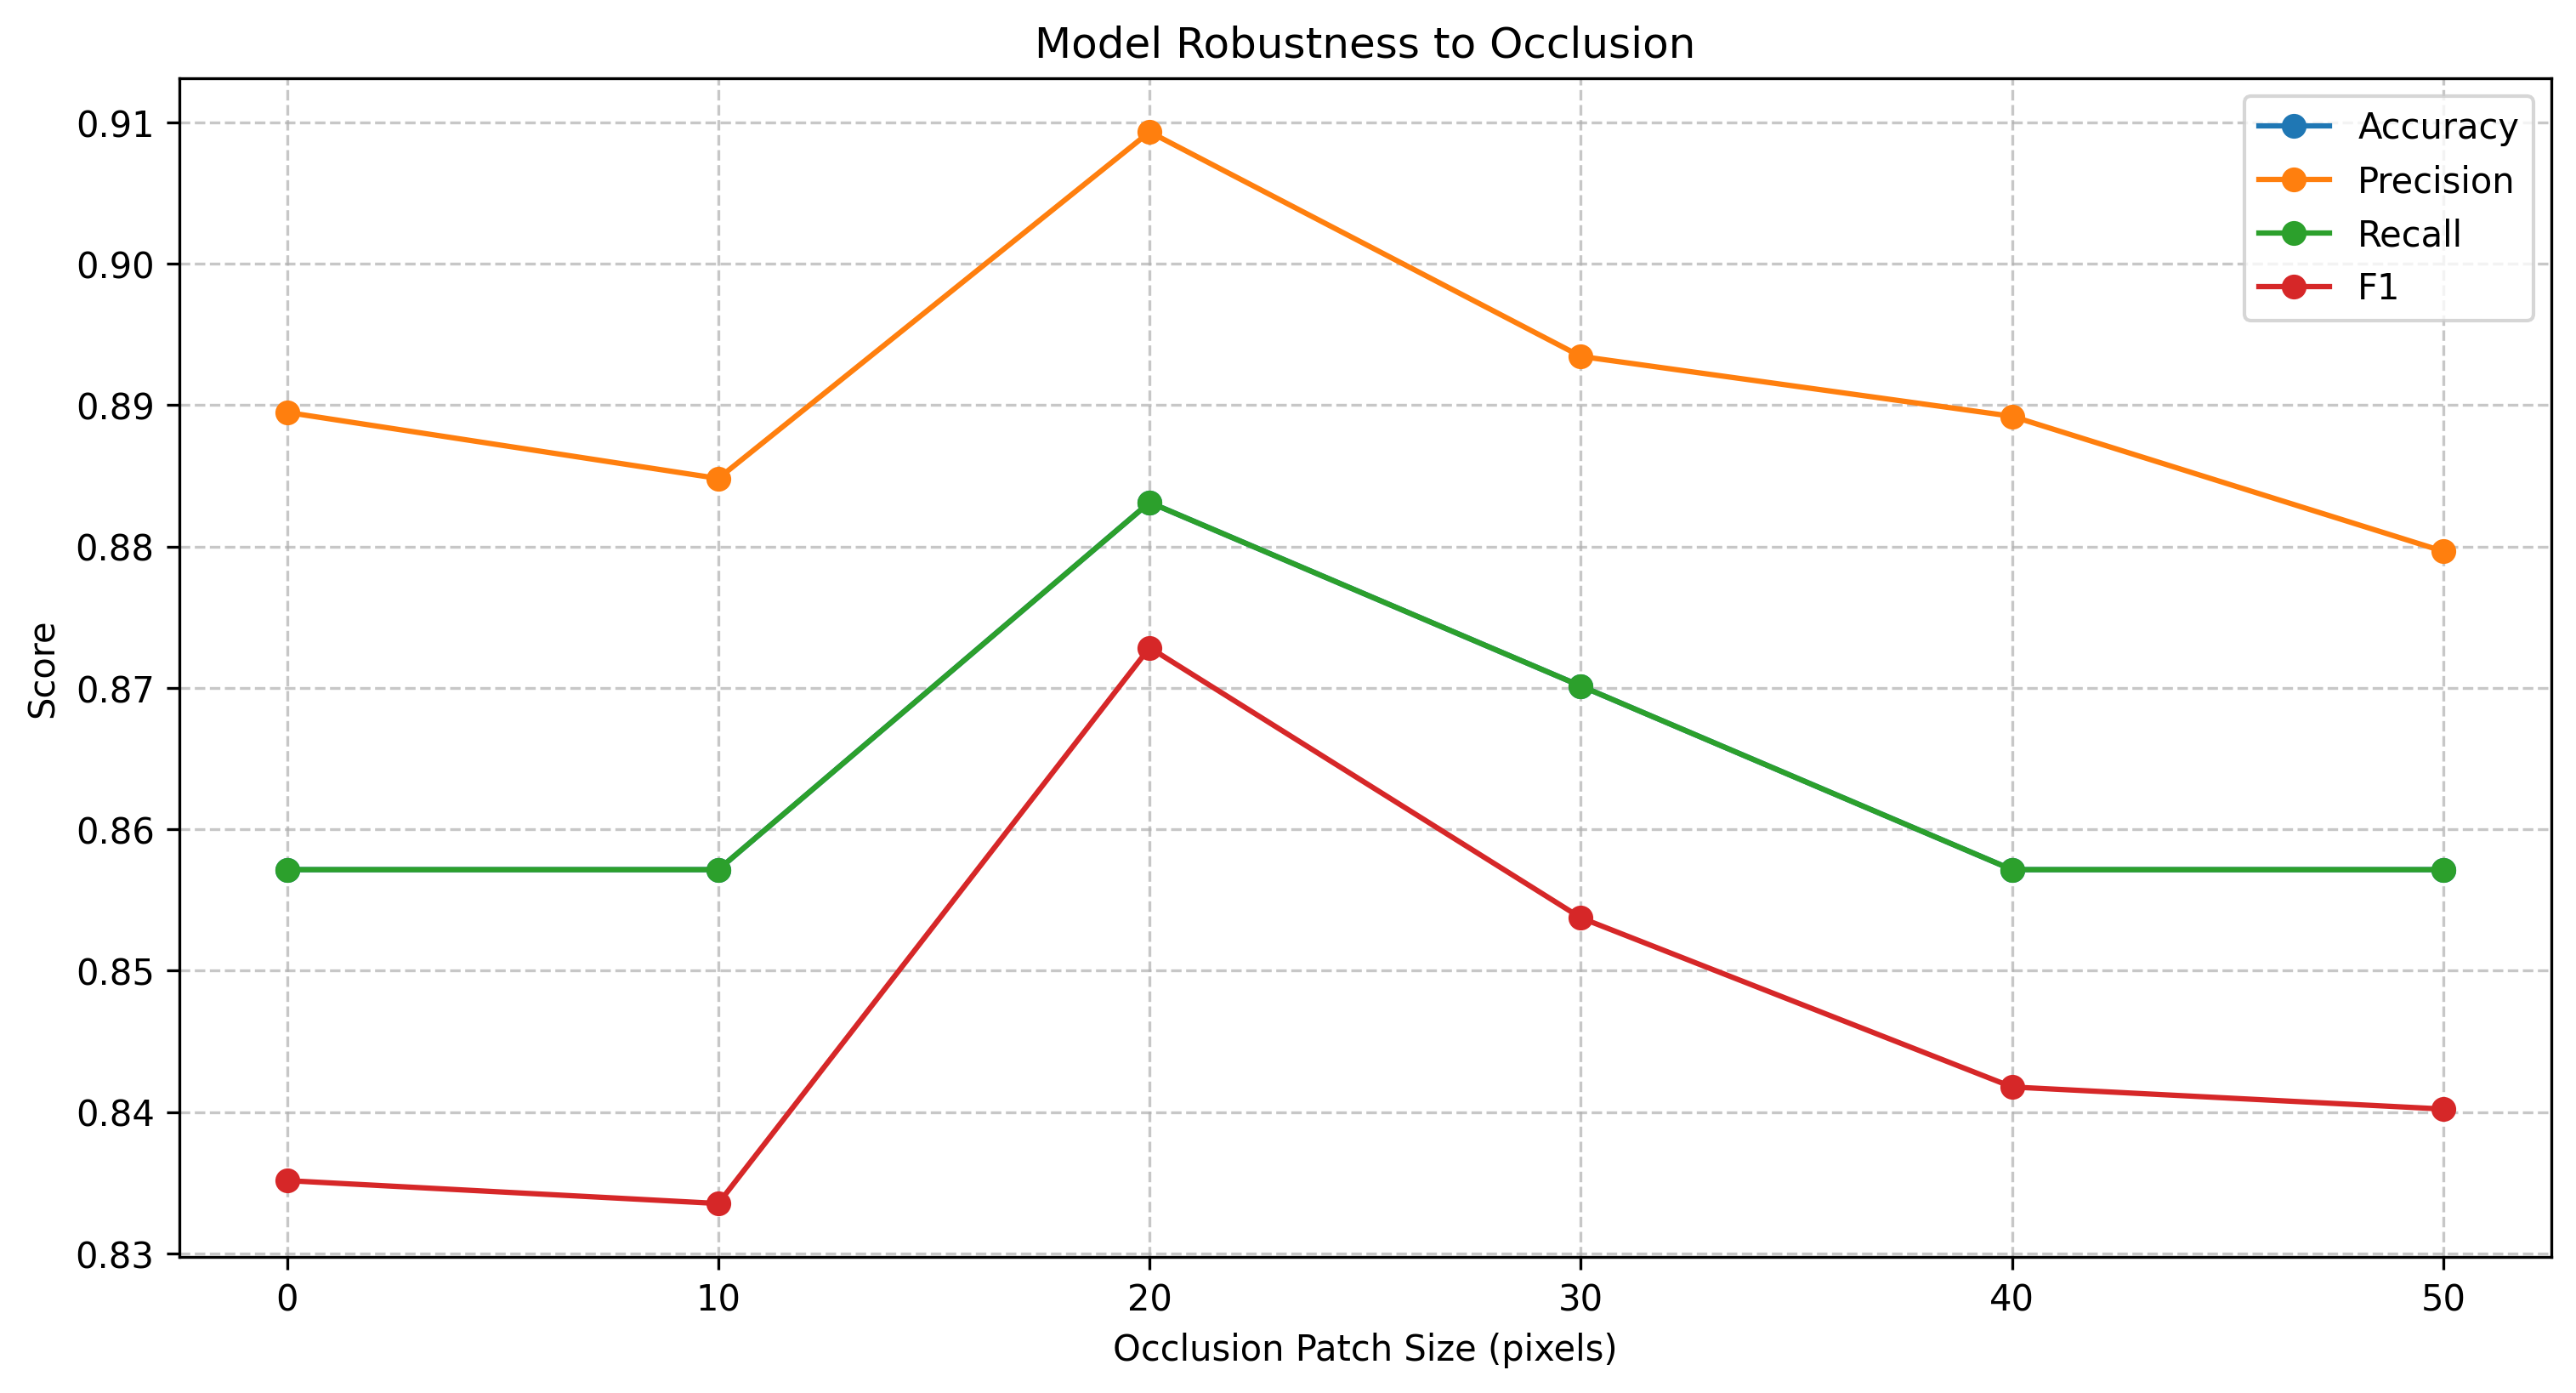 Model Robustness to Occlusion
0.91
0.90
0.89
0.88
0.87
0.86
0.85
0.84
0.83
Score
Accuracy
Precision
Recall
F1
0 10 20 30 40 50
Occlusion Patch Size (pixels)